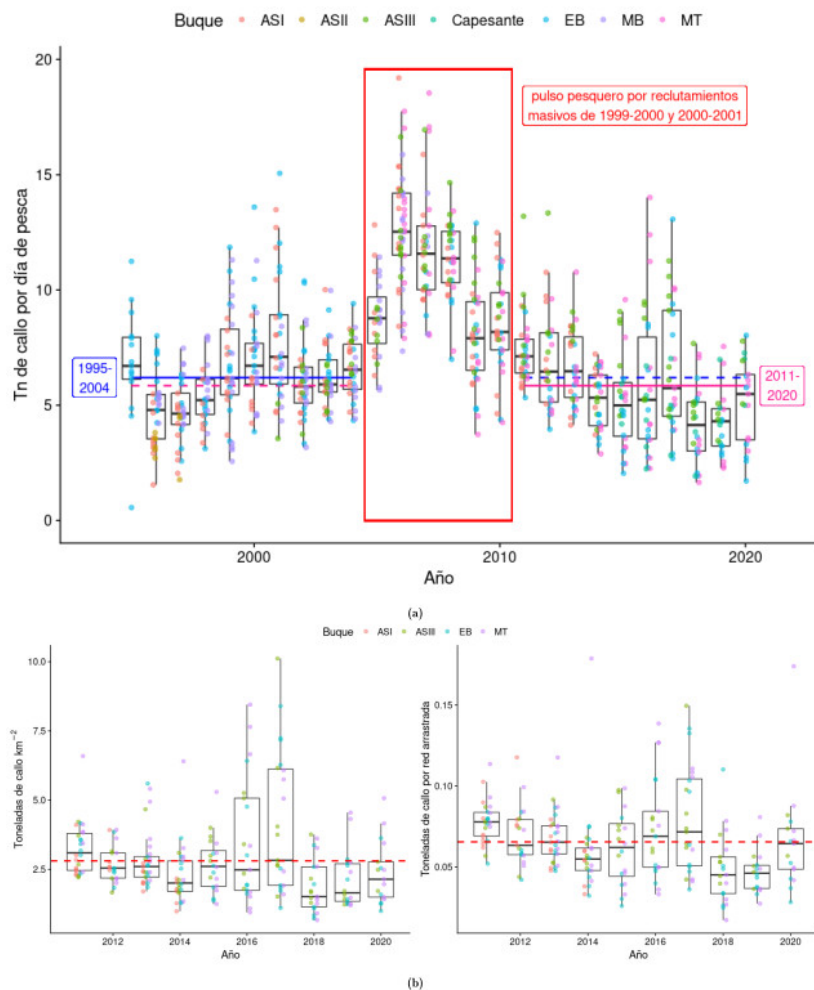 Buque ASI ASII ASIII Capesante EB MB MT
20
15
10
5
0
Tn de callo por día de pesca
pulso pesquero por reclutamientos
masivos de 1999-2000 y 2000-2001
1995-
2004
2011-
2020
2000 2010 2020
Año
(a)
Buque ASI ASIII EB MT
10.0
7.5
5.0
2.5
Toneladas de callo km⁻²
2012 2014 2016 2018 2020
Año
0.15
0.10
0.05
Toneladas de callo por red arrastrada
2012 2014 2016 2018 2020
Año
(b)